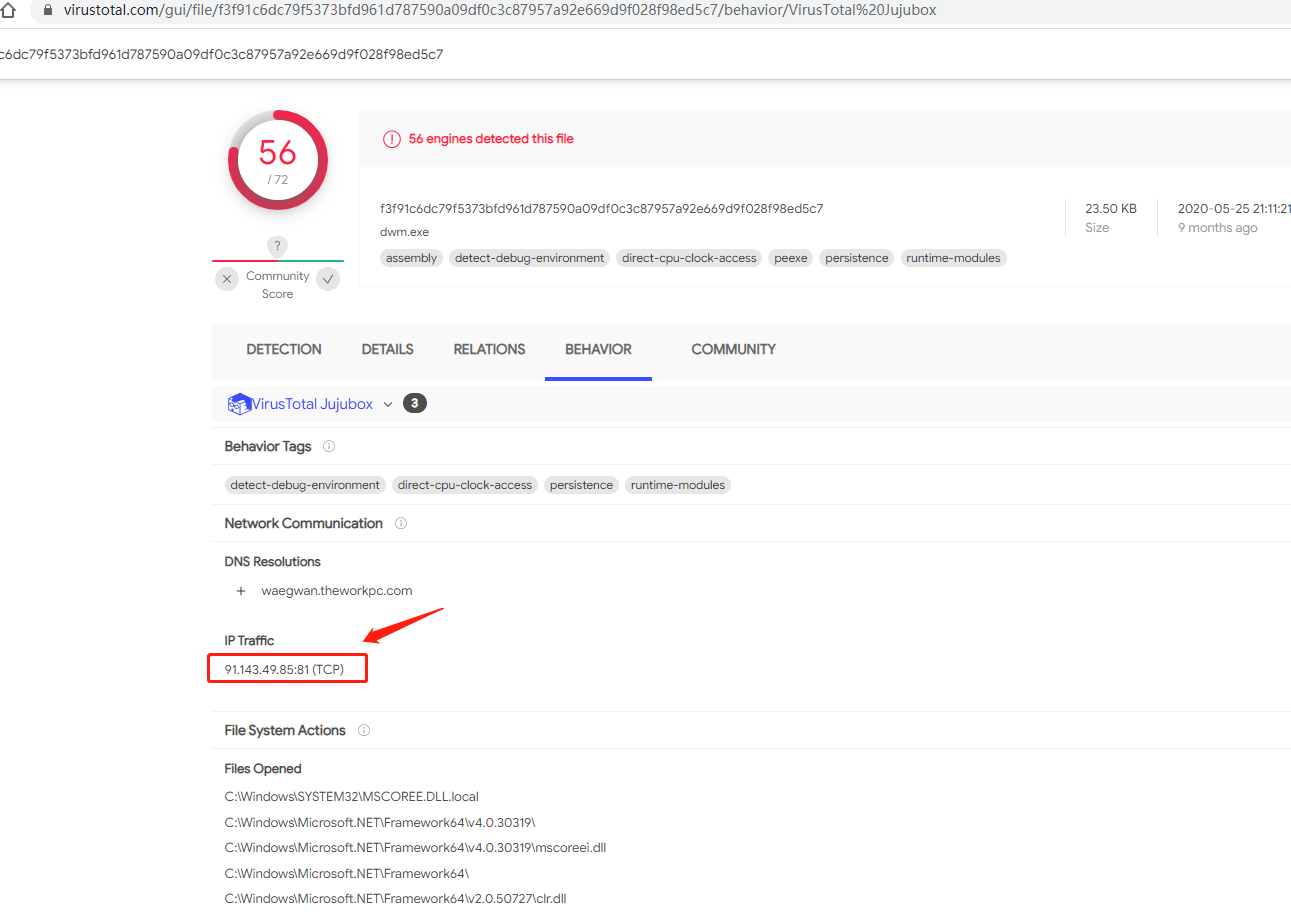 virustotal.com/gui/file/f3f91c6dc79f5373bfd961d787590a09df0c3c87957a92e669d9f028f98ed5c7/behavior/VirusTotal%20Jujubox
c6dc79f5373bfd961d787590a09df0c3c87957a92e669d9f028f98ed5c7
56
/ 72
?
Community
Score
56 engines detected this file
f3f91c6dc79f5373bfd961d787590a09df0c3c87957a92e669d9f028f98ed5c7
dwm.exe
assembly detect-debug-environment direct-cpu-clock-access peexe persistence runtime-modules
23.50 KB
Size
2020-05-25 21:11:21
9 months ago
DETECTION DETAILS RELATIONS BEHAVIOR COMMUNITY
VirusTotal Jujubox 3
Behavior Tags
detect-debug-environment direct-cpu-clock-access persistence runtime-modules
Network Communication
DNS Resolutions
+ waegwan.theworkpc.com
IP Traffic
91.143.49.85:81 (TCP)
File System Actions
Files Opened
C:\Windows\SYSTEM32\MSCOREE.DLL.local
C:\Windows\Microsoft.NET\Framework64\v4.0.30319\
C:\Windows\Microsoft.NET\Framework64\v4.0.30319\mscoreei.dll
C:\Windows\Microsoft.NET\Framework64\
C:\Windows\Microsoft.NET\Framework64\v2.0.50727\clr.dll